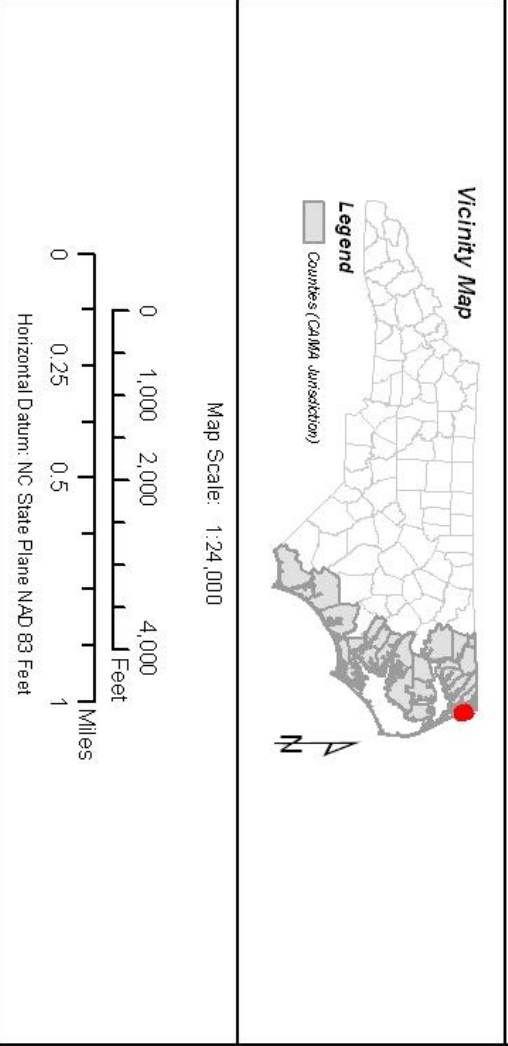 Vicinity Map
Legend
Counties (CAMA Jurisdiction)
N
Map Scale: 1:24,000
0 1,000 2,000 4,000
Feet
0 0.25 0.5 1
Miles
Horizontal Datum: NC State Plane NAD 83 Feet